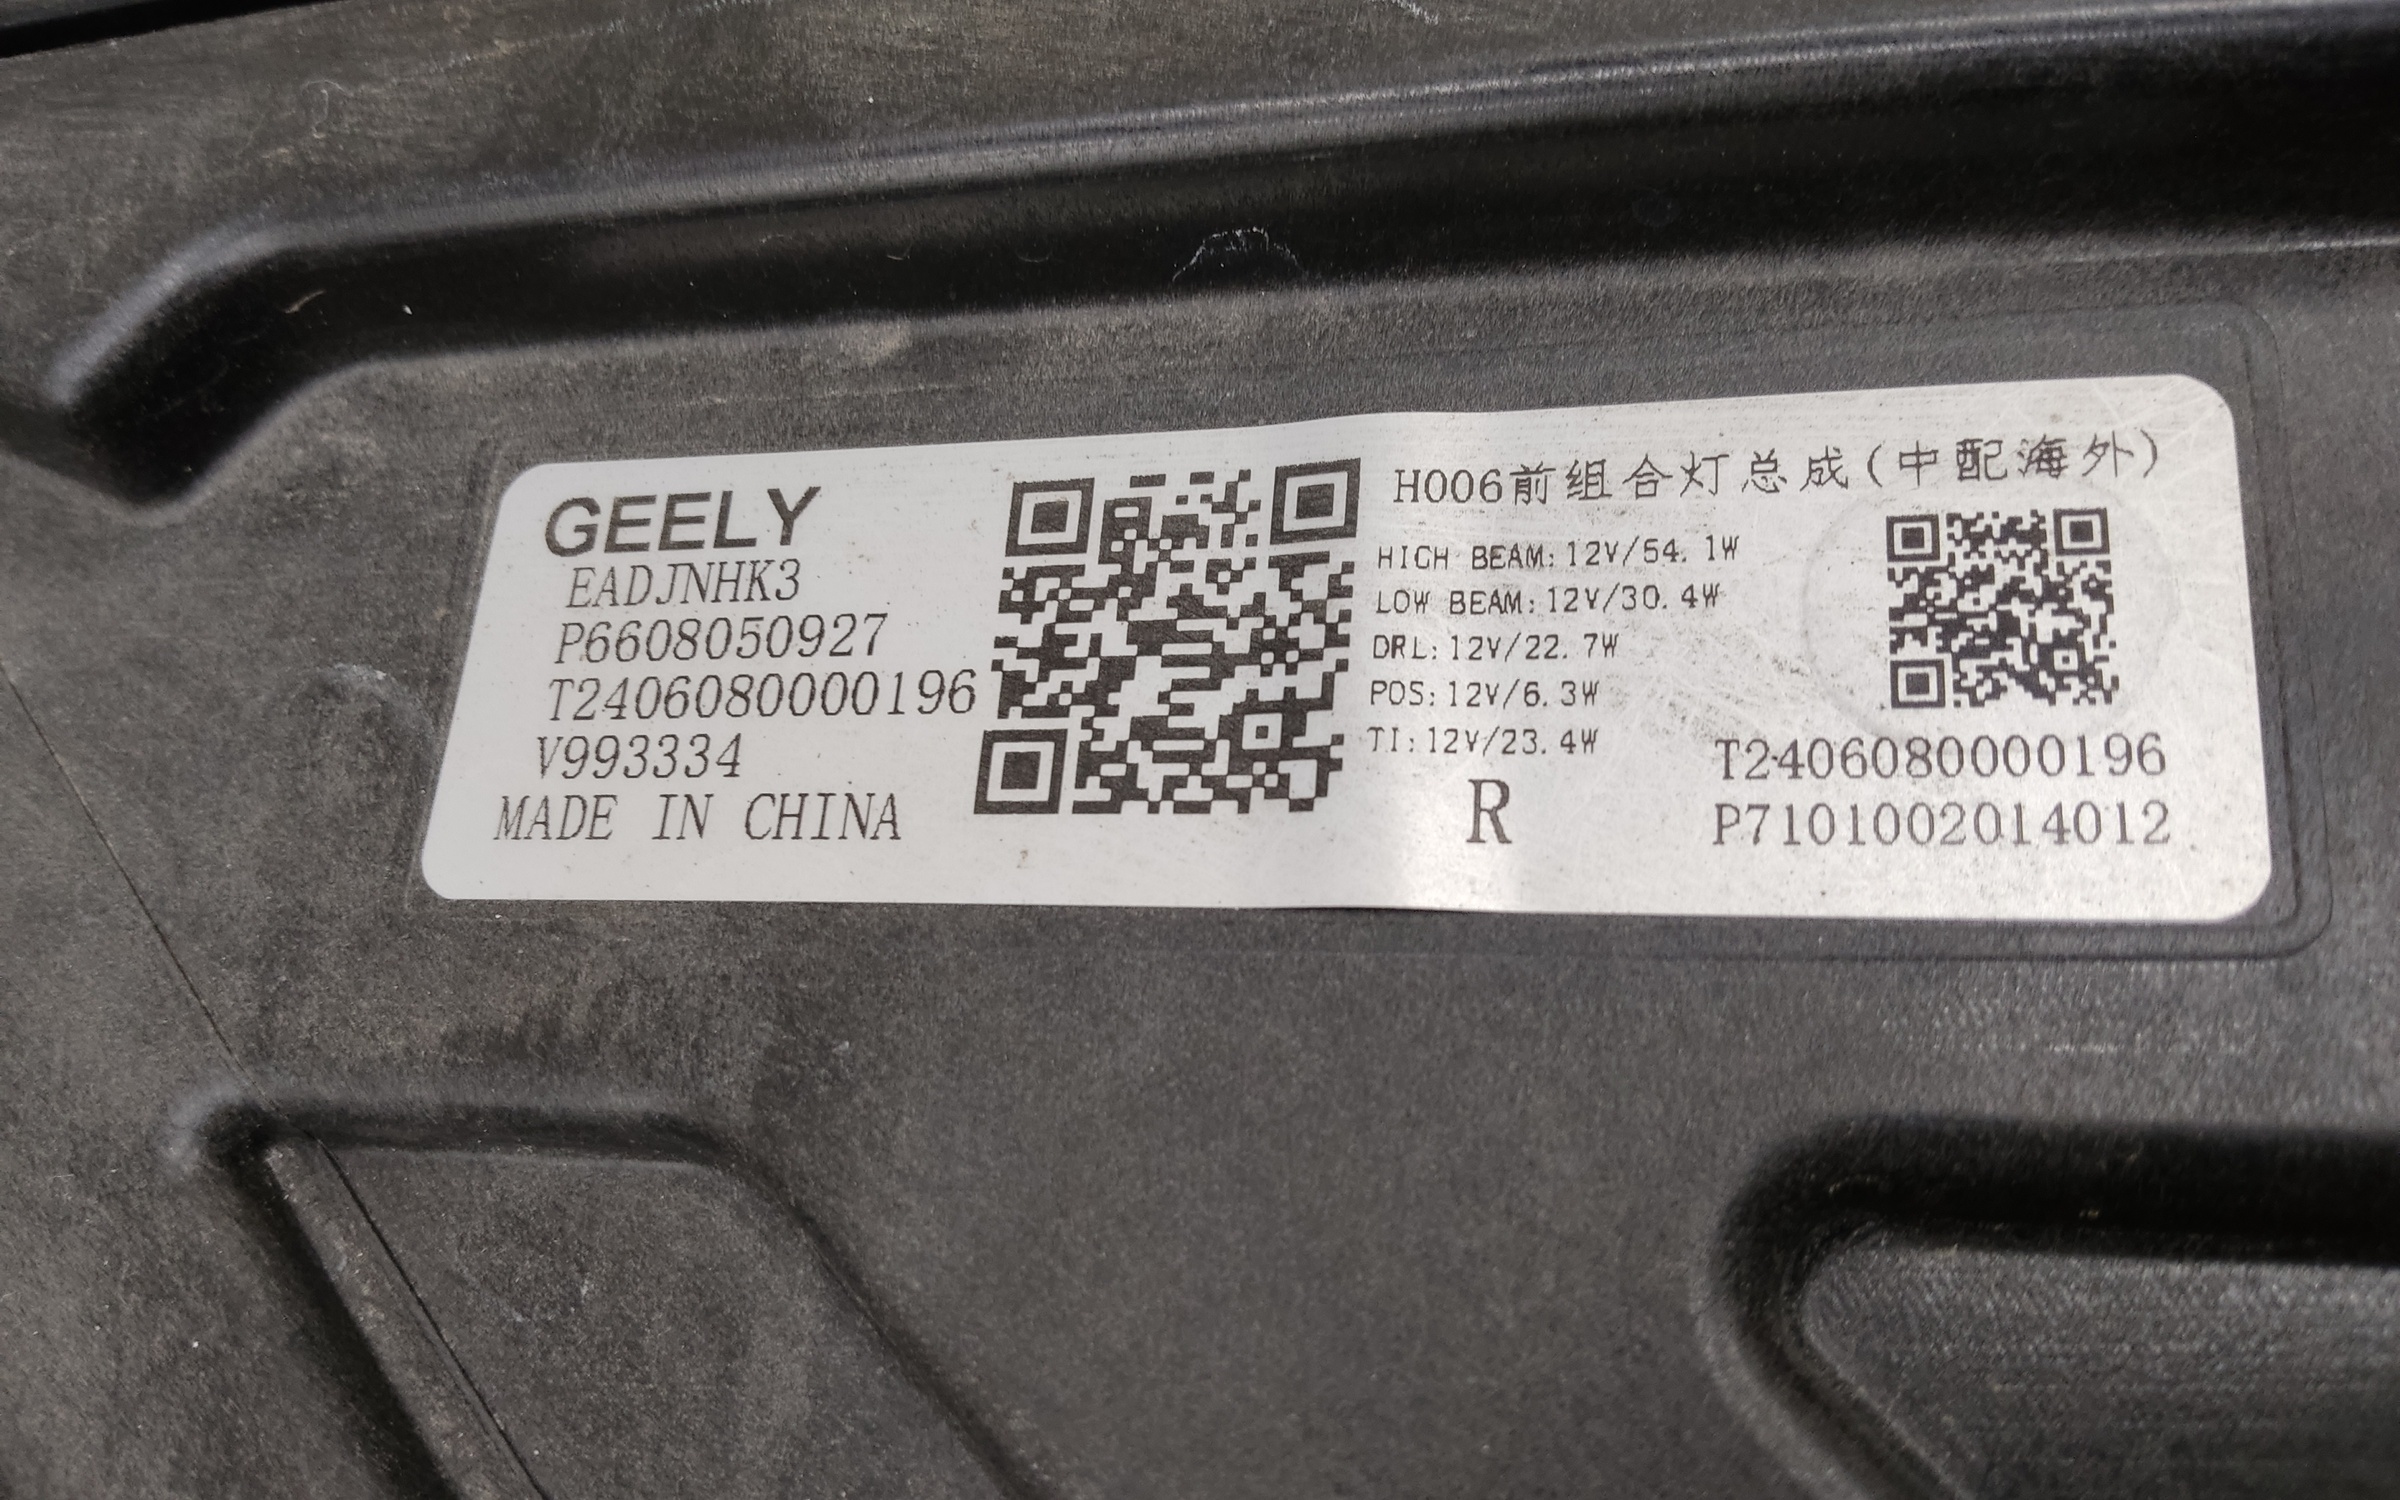 GEELY
EADJNHK3
P6608050927
T2406080000196
V993334
MADE IN CHINA
H006前组合灯总成(中配海外)
HIGH BEAM:12V/54.1W
LOW BEAM:12V/30.4W
DRL:12V/22.7W
POS:12V/6.3W
TI:12V/23.4W
R
T2406080000196
P7101002014012